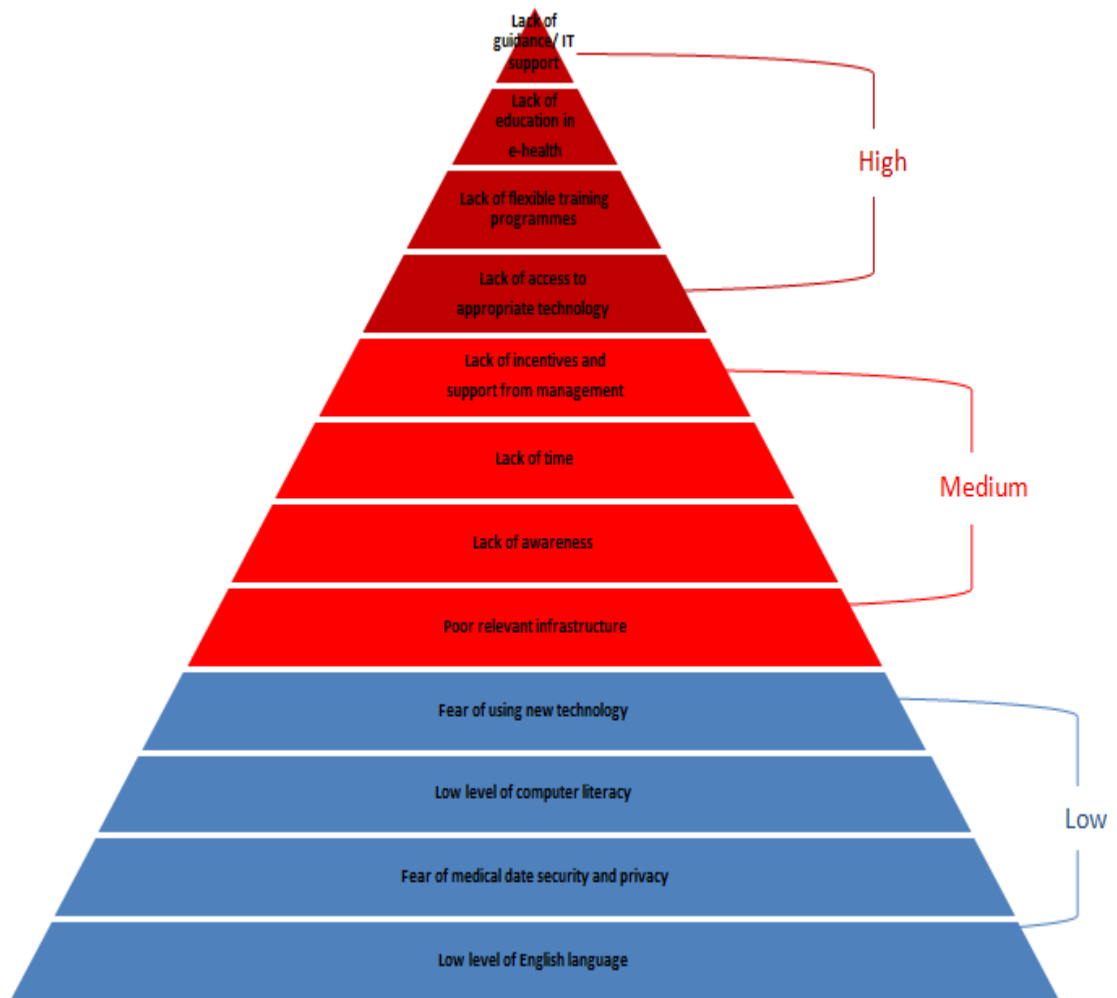 Lack of
guidance/ IT
support
Lack of
education in
e-health
High
Lack of flexible training
programmes
Lack of access to
appropriate technology
Lack of incentives and
support from management
Lack of time
Medium
Lack of awareness
Poor relevant infrastructure
Fear of using new technology
Low level of computer literacy
Low
Fear of medical date security and privacy
Low level of English language